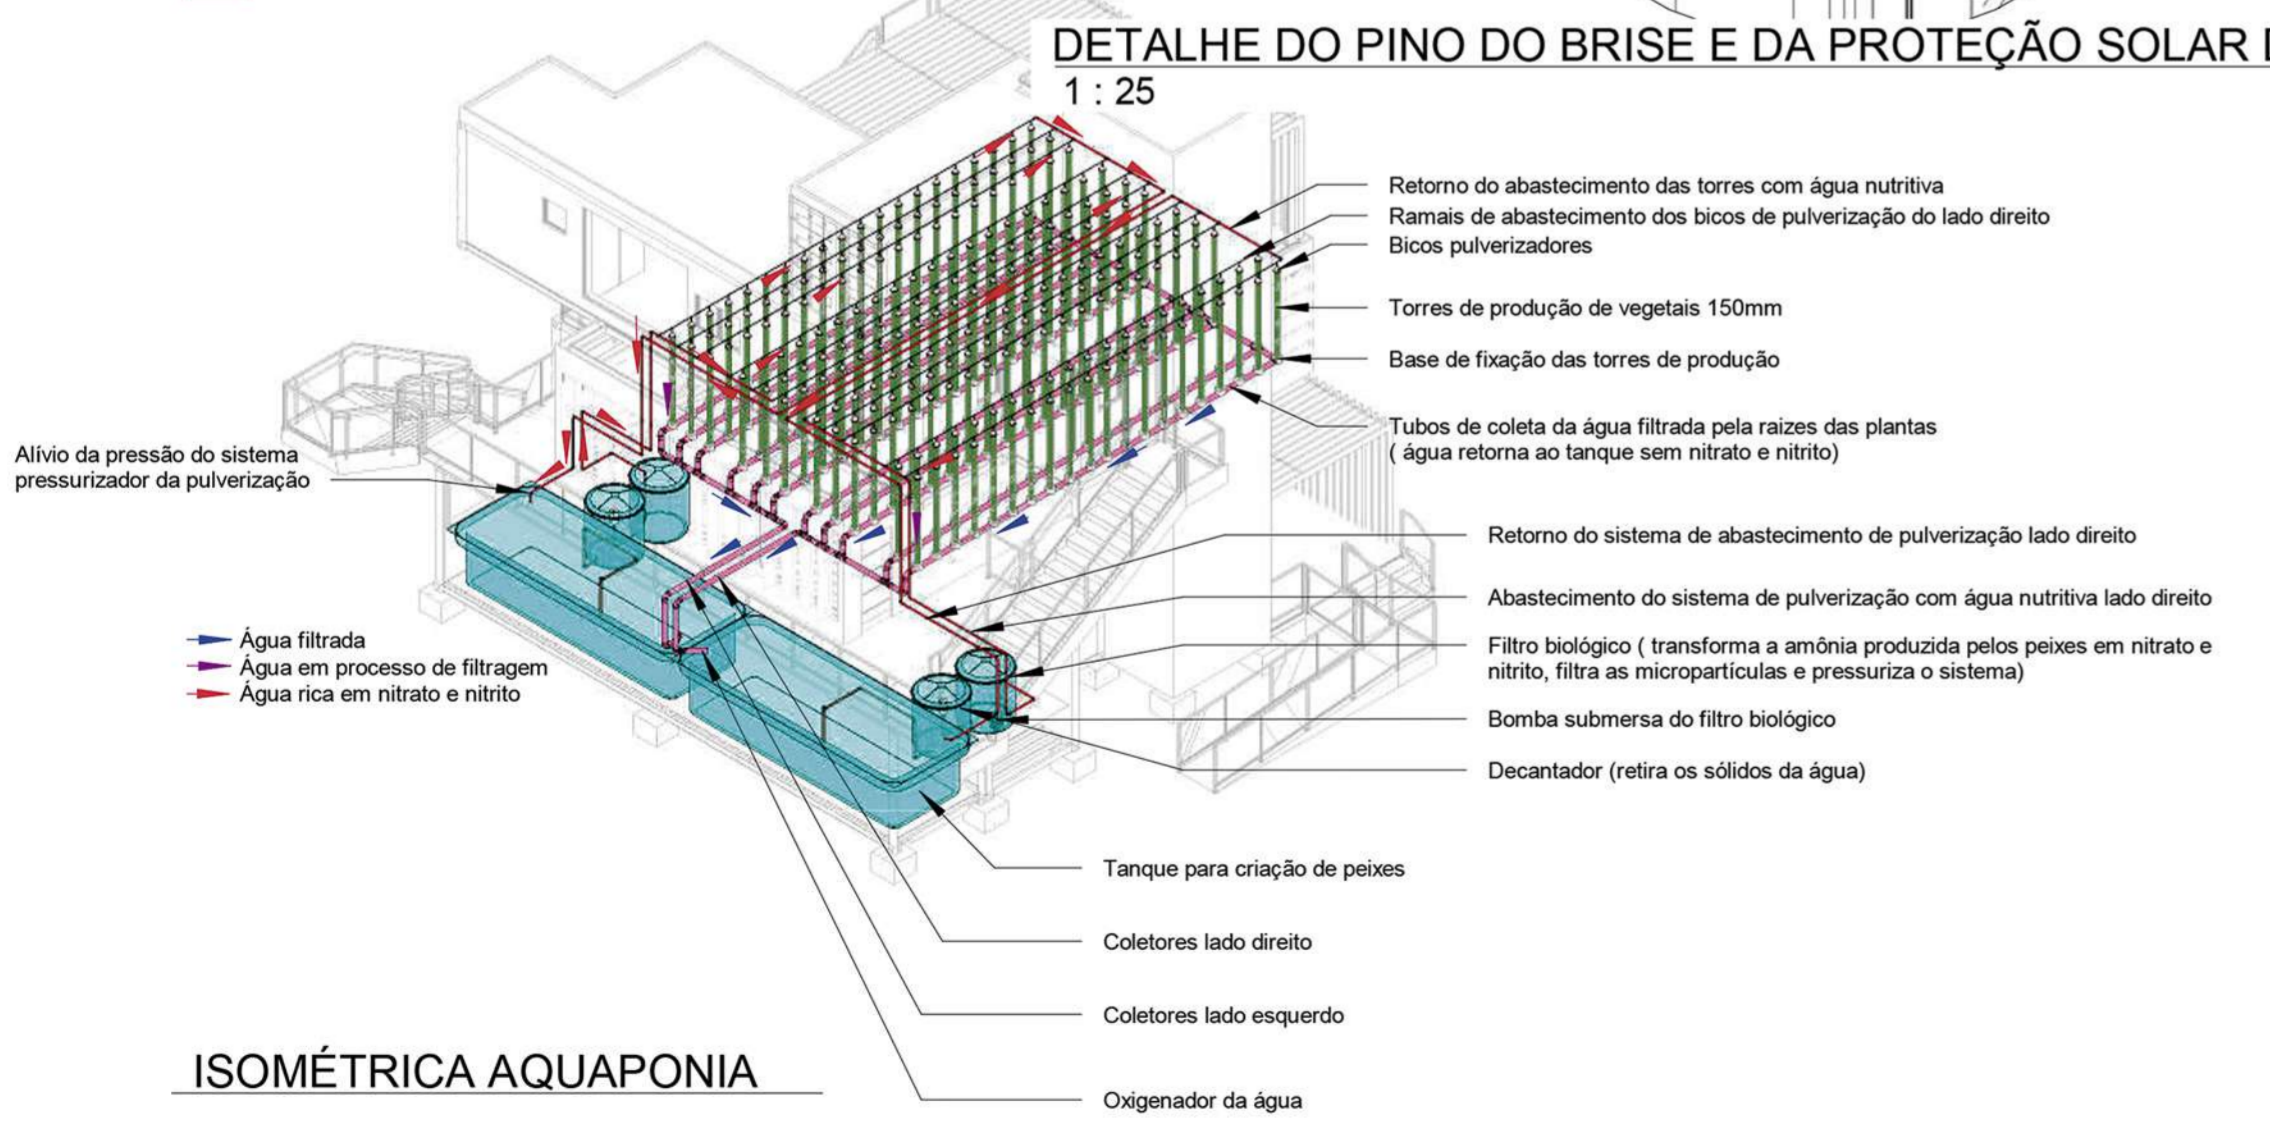 DETALHE DO PINO DO BRISE E DA PROTEÇÃO SOLAR
1 : 25
Retorno do abastecimento das torres com água nutritiva
Ramais de abastecimento dos bicos de pulverização do lado direito
Bicos pulverizadores
Torres de produção de vegetais 150mm
Base de fixação das torres de produção
Tubos de coleta da água filtrada pela raizes das plantas
( água retorna ao tanque sem nitrato e nitrito)
Alívio da pressão do sistema
pressurizador da pulverização
Retorno do sistema de abastecimento de pulverização lado direito
Abastecimento do sistema de pulverização com água nutritiva lado direito
Filtro biológico ( transforma a amônia produzida pelos peixes em nitrato e
nitrito, filtra as micropartículas e pressuriza o sistema)
Bomba submersa do filtro biológico
Decantador (retira os sólidos da água)
Água filtrada
Água em processo de filtragem
Água rica em nitrato e nitrito
Tanque para criação de peixes
Coletores lado direito
Coletores lado esquerdo
Oxigenador da água
ISOMÉTRICA AQUAPONIA